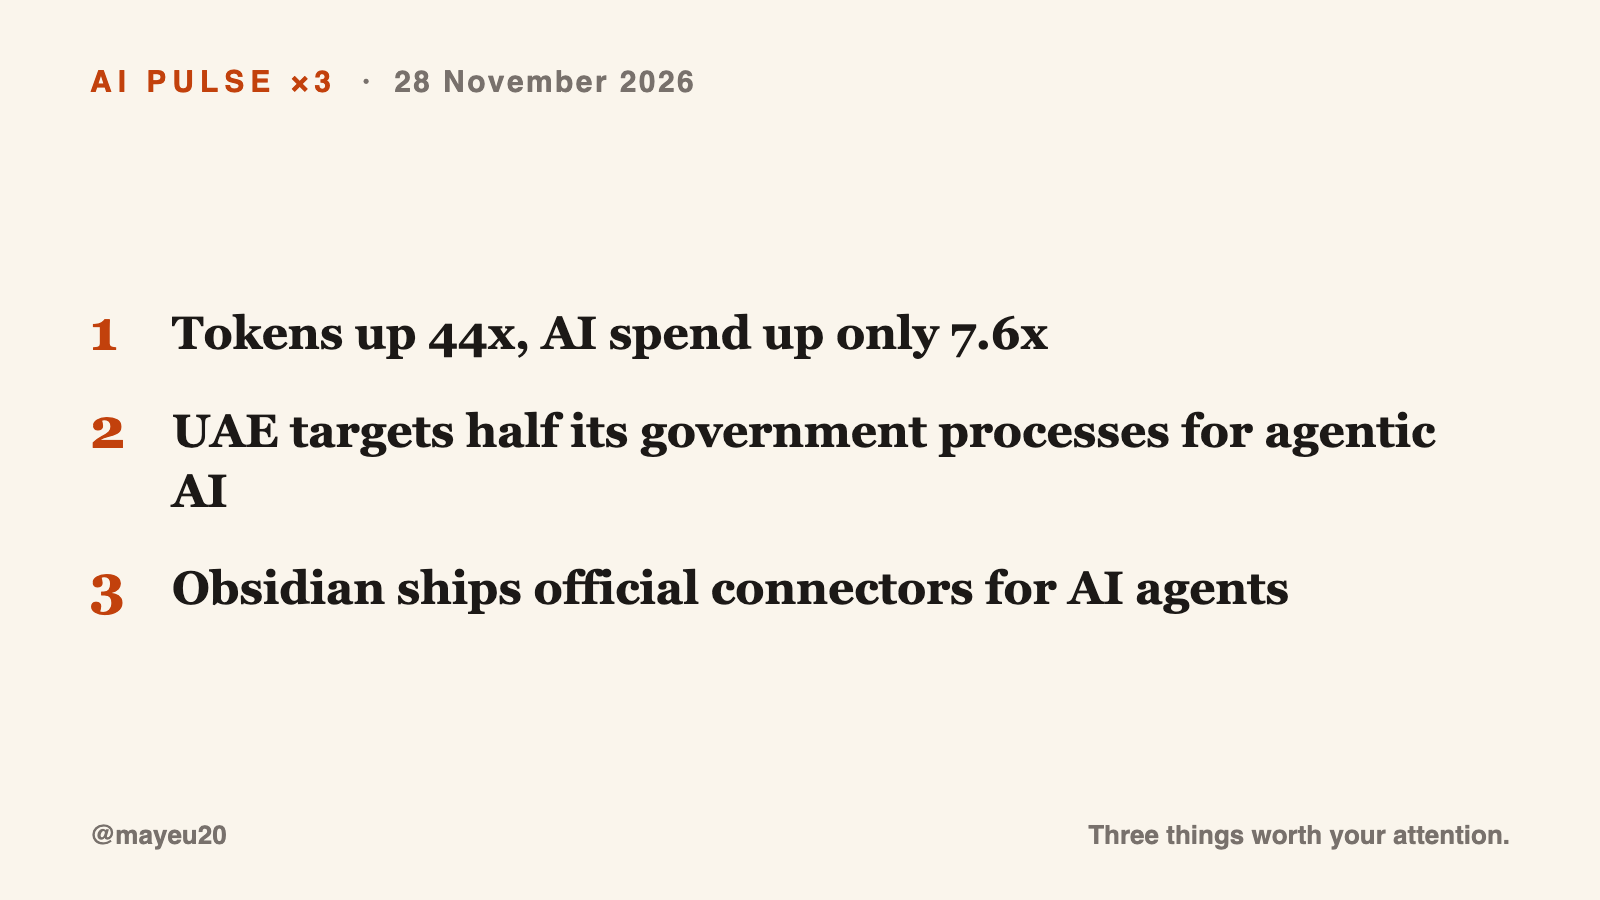 AI PULSE ×3 · 28 November 2026
1 Tokens up 44x, AI spend up only 7.6x
2 UAE targets half its government processes for agentic
AI
3 Obsidian ships official connectors for AI agents
@mayeu20
Three things worth your attention.